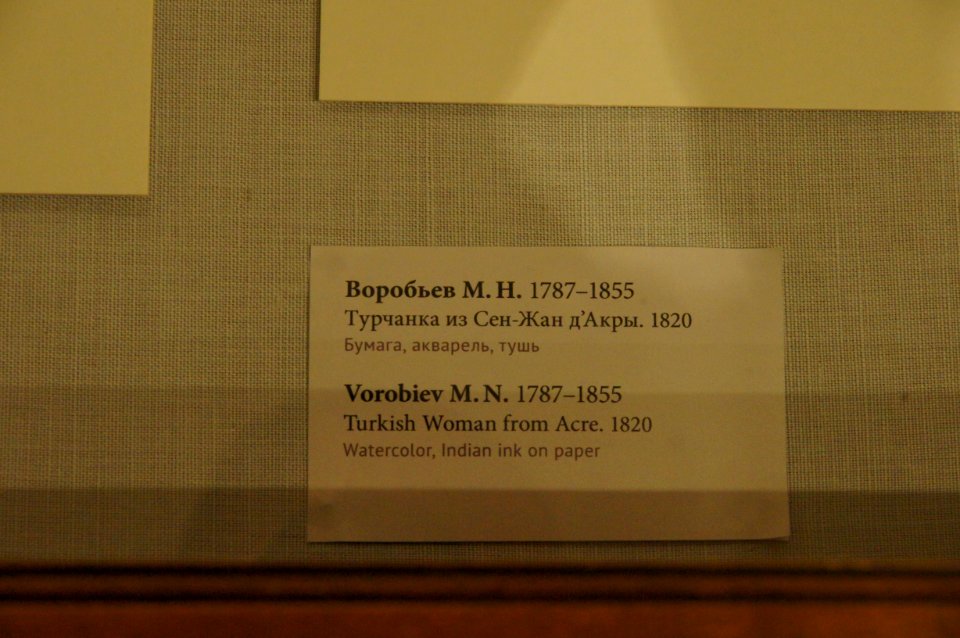 Воробьев М. Н. 1787–1855
Турчанка из Сен-Жан д’Акры. 1820
Бумага, акварель, тушь
Vorobiev M. N. 1787–1855
Turkish Woman from Acre. 1820
Watercolor, Indian ink on paper